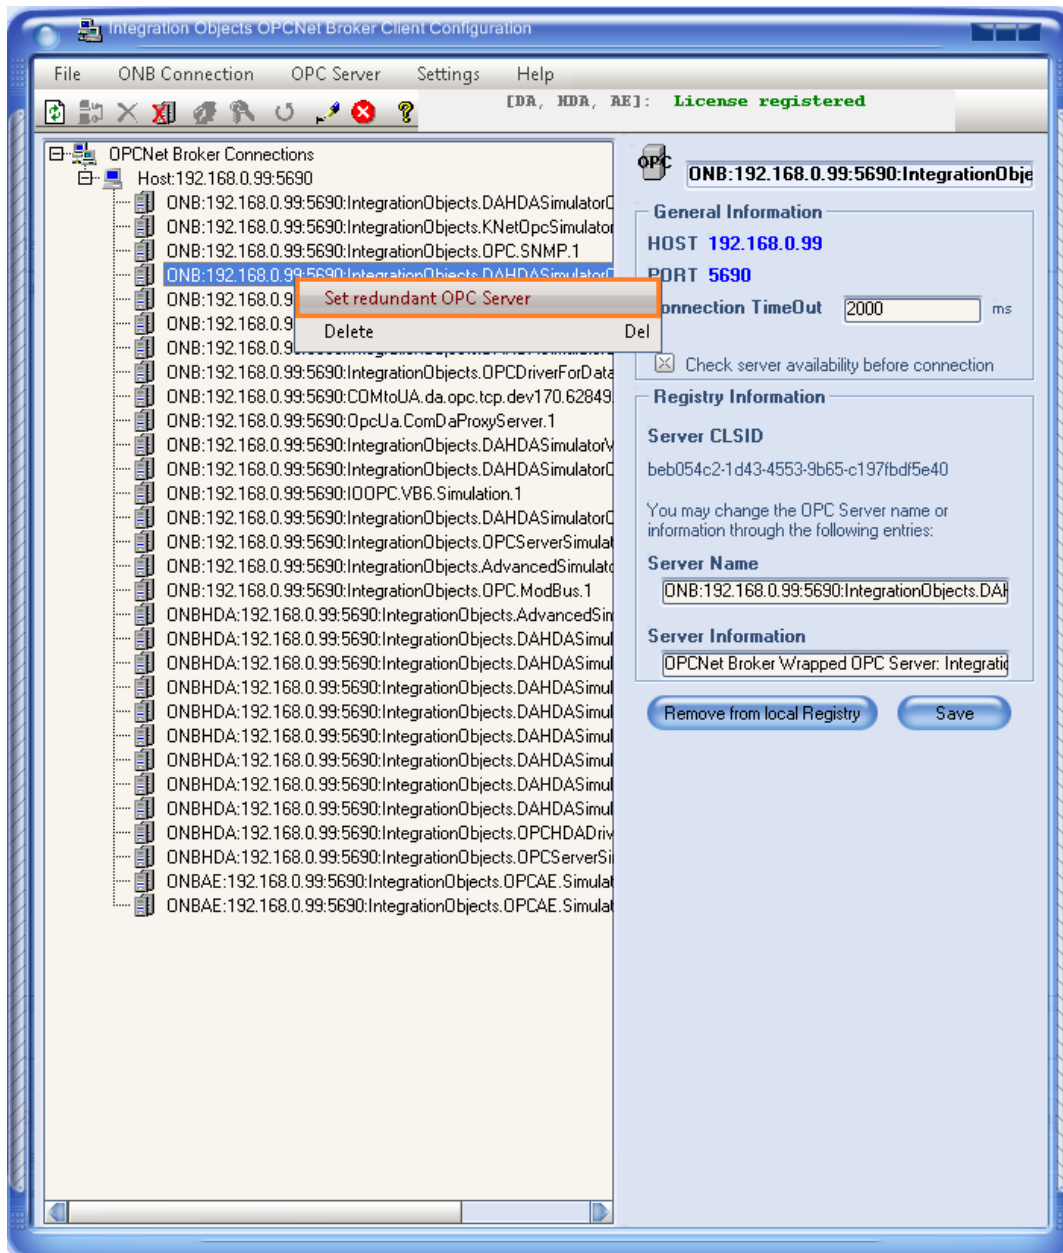 Integration Objects OPCNet Broker Client Configuration
File ONB Connection OPC Server Settings Help
[DA, HDA, AE]: License registered
OPCNet Broker Connections
Host:192.168.0.99:5690
ONB:192.168.0.99:5690:IntegrationObjects.DAHDASimulator
ONB:192.168.0.99:5690:IntegrationObjects.KNetOpcSimulator
ONB:192.168.0.99:5690:IntegrationObjects.OPC.SNMP.1
ONB:192.168.0.99:5690:IntegrationObjects.DAHDASimulator
ONB:192.168.0.9
Set redundant OPC Server
ONB:192.168.0.9
Delete Del
ONB:192.168.0.9
ONB:192.168.0.99:5690:IntegrationObjects.OPCDriverForData
ONB:192.168.0.99:5690:COMtoUA.da.opc.tcp.dev170.62849
ONB:192.168.0.99:5690:OpcUa.ComDaProxyServer.1
ONB:192.168.0.99:5690:IntegrationObjects.DAHDASimulatorV
ONB:192.168.0.99:5690:IntegrationObjects.DAHDASimulator
ONB:192.168.0.99:5690:IOOPC.VB6.Simulation.1
ONB:192.168.0.99:5690:IntegrationObjects.DAHDASimulator
ONB:192.168.0.99:5690:IntegrationObjects.OPCServerSimulat
ONB:192.168.0.99:5690:IntegrationObjects.AdvancedSimulato
ONB:192.168.0.99:5690:IntegrationObjects.OPC.ModBus.1
ONBHDA:192.168.0.99:5690:IntegrationObjects.AdvancedSim
ONBHDA:192.168.0.99:5690:IntegrationObjects.DAHDASimul
ONBHDA:192.168.0.99:5690:IntegrationObjects.DAHDASimul
ONBHDA:192.168.0.99:5690:IntegrationObjects.DAHDASimul
ONBHDA:192.168.0.99:5690:IntegrationObjects.DAHDASimul
ONBHDA:192.168.0.99:5690:IntegrationObjects.DAHDASimul
ONBHDA:192.168.0.99:5690:IntegrationObjects.DAHDASimul
ONBHDA:192.168.0.99:5690:IntegrationObjects.DAHDASimul
ONBHDA:192.168.0.99:5690:IntegrationObjects.DAHDASimul
ONBHDA:192.168.0.99:5690:IntegrationObjects.OPCHDADriv
ONBHDA:192.168.0.99:5690:IntegrationObjects.OPCServerSi
ONBAE:192.168.0.99:5690:IntegrationObjects.OPCAE.Simulat
ONBAE:192.168.0.99:5690:IntegrationObjects.OPCAE.Simulat
OPC
ONB:192.168.0.99:5690:IntegrationObje
General Information
HOST 192.168.0.99
PORT 5690
onnection TimeOut 2000 ms
Check server availability before connection
Registry Information
Server CLSID
beb054c2-1d43-4553-9b65-c197fbdf5e40
You may change the OPC Server name or
information through the following entries:
Server Name
ONB:192.168.0.99:5690:IntegrationObjects.DAH
Server Information
OPCNet Broker Wrapped OPC Server: Integratio
Remove from local Registry Save